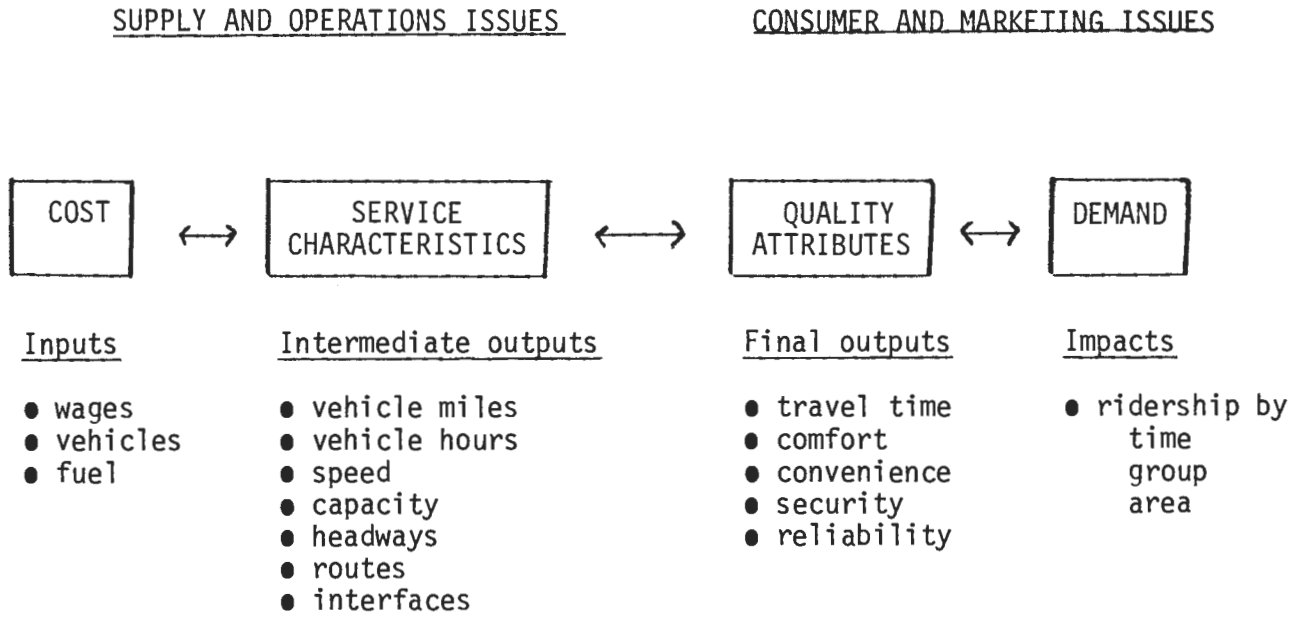 SUPPLY AND OPERATIONS ISSUES
CONSUMER AND MARKETING ISSUES
COST
SERVICE
CHARACTERISTICS
QUALITY
ATTRIBUTES
DEMAND
Inputs
● wages
● vehicles
● fuel
Intermediate outputs
● vehicle miles
● vehicle hours
● speed
● capacity
● headways
● routes
● interfaces
Final outputs
● travel time
● comfort
● convenience
● security
● reliability
Impacts
● ridership by
time
group
area